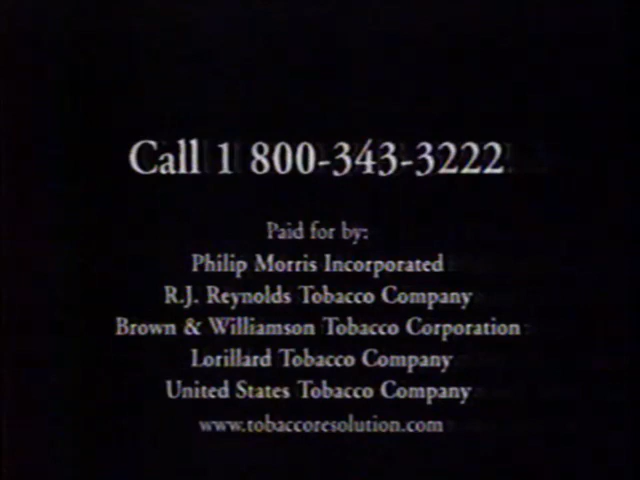 Call 1 800-343-3222
Paid for by:
Philip Morris Incorporated
R.J. Reynolds Tobacco Company
Brown & Williamson Tobacco Corporation
Lorillard Tobacco Company
United States Tobacco Company
www.tobaccoresolution.com